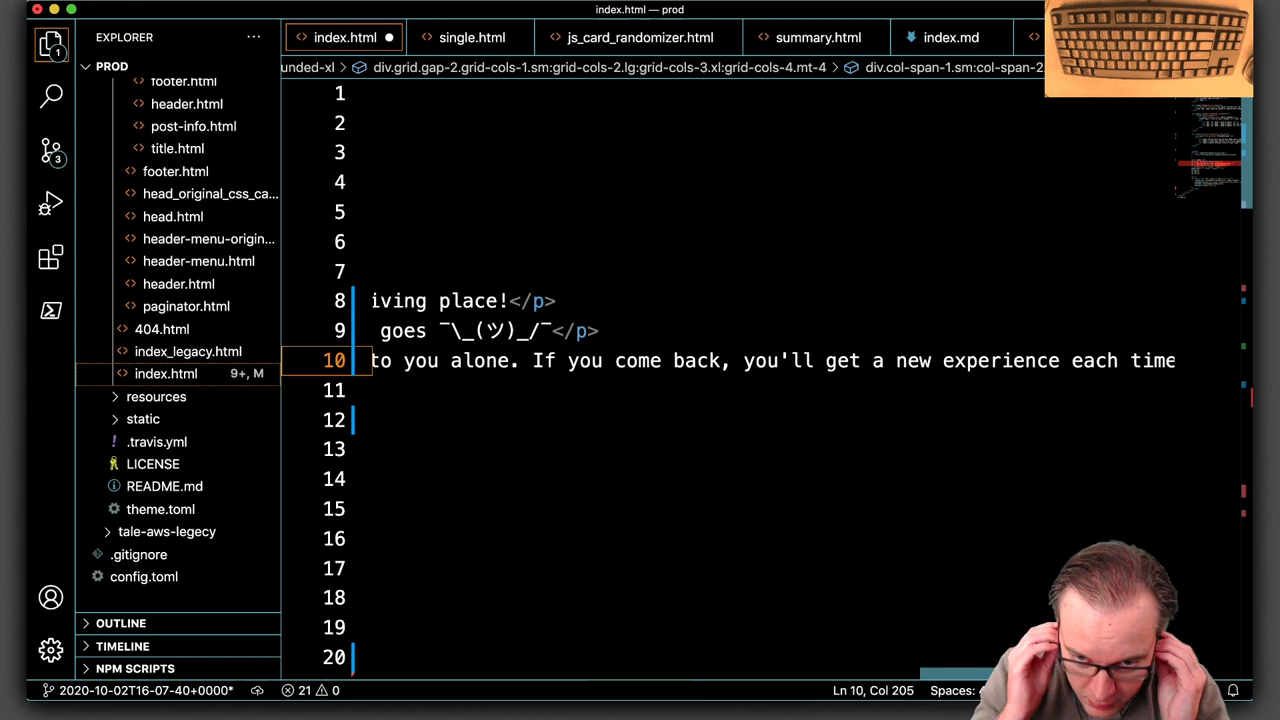 index.html — prod
EXPLORER
index.html
single.html
js_card_randomizer.html
summary.html
index.md
PROD
unded-xl > div.grid.gap-2.grid-cols-1.sm:grid-cols-2.lg:grid-cols-3.xl:grid-cols-4.mt-4 > div.col-span-1.sm:col-span-2.
footer.html
header.html
post-info.html
title.html
footer.html
head_original_css_ca...
head.html
header-menu-origin...
header-menu.html
header.html
paginator.html
404.html
index_legacy.html
index.html 9+, M
resources
static
.travis.yml
LICENSE
README.md
theme.toml
tale-aws-legecy
.gitignore
config.toml
OUTLINE
TIMELINE
NPM SCRIPTS
1
2
3
4
5
6
7
8 iving place!</p>
9 goes ¯\_(ツ)_/¯</p>
10 to you alone. If you come back, you'll get a new experience each time
11
12
13
14
15
16
17
18
19
20
1
3
2020-10-02T16-07-40+0000* 21 0 Ln 10, Col 205 Spaces: